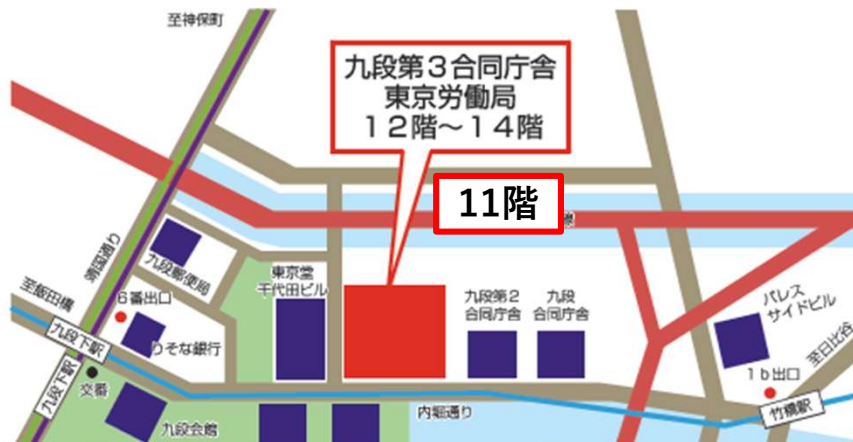 至神保町
九段第３合同庁舎
東京労働局
１２階～１４階
11階
靖国通り
九段郵便局
至飯田橋
６番出口
東京堂
千代田ビル
九段第２
合同庁舎
九段
合同庁舎
パレス
サイドビル
りそな銀行
九段下駅
九段下駅
交番
至日比谷
１ｂ出口
竹橋駅
九段会館
内堀通り